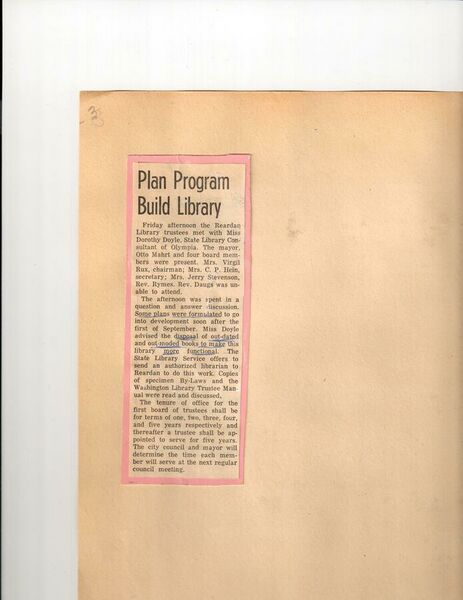 3
Plan Program
Build Library
Friday afternoon the Reardan
Library trustees met with Miss
Dorothy Doyle, State Library Con-
sultant of Olympia. The mayor,
Otto Mahrt and four board mem-
bers were present. Mrs. Virgil
Rux, chairman; Mrs. C. P. Hein,
secretary; Mrs. Jerry Stevenson,
Rev. Rymes. Rev. Daugs was un-
able to attend.
The afternoon was spent in a
question and answer discussion.
Some plans were formulated to go
into development soon after the
first of September. Miss Doyle
advised the disposal of out-dated
and out-moded books to make this
library more functional. The
State Library Service offers to
send an authorized librarian to
Reardan to do this work. Copies
of specimen By-Laws and the
Washington Library Trustee Man-
ual were read and discussed.
The tenure of office for the
first board of trustees shall be
for terms of one, two, three, four,
and five years respectively and
thereafter a trustee shall be ap-
pointed to serve for five years.
The city council and mayor will
determine the time each mem-
ber will serve at the next regular
council meeting.